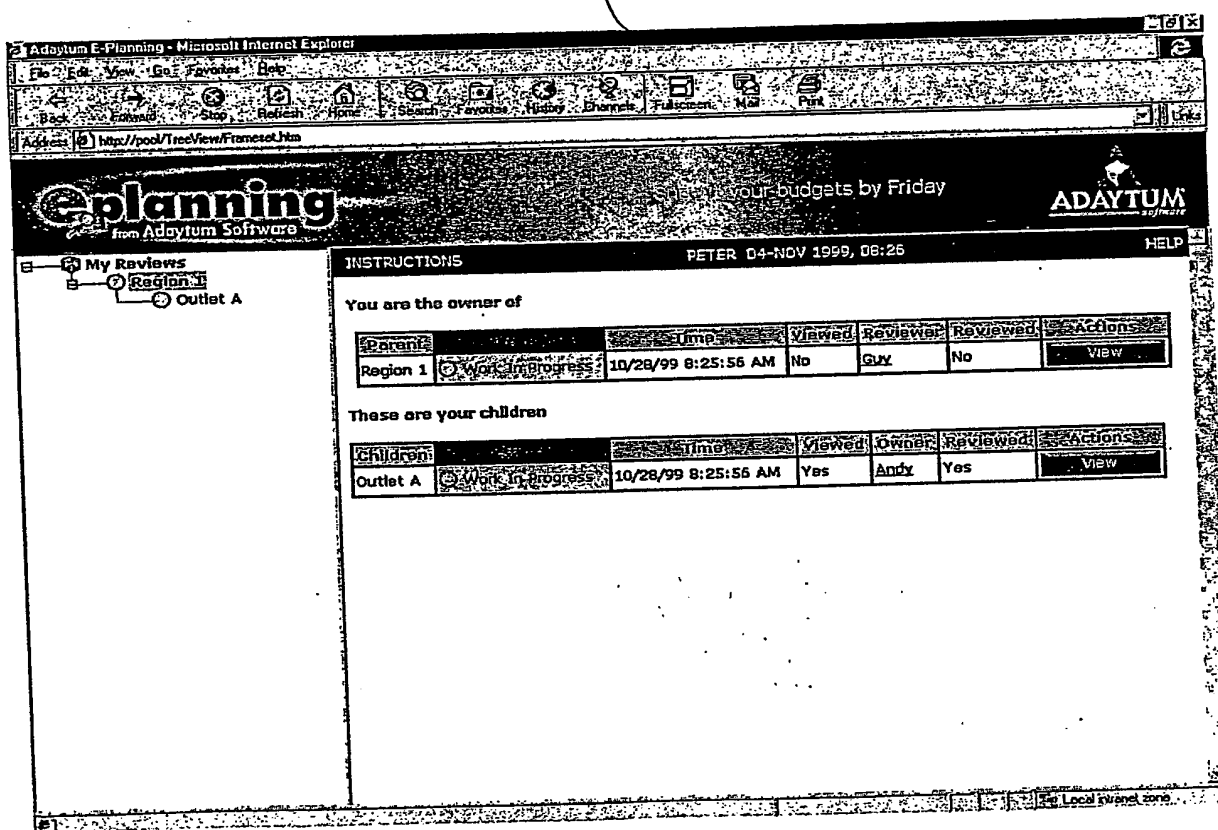 Adaytum E-Planning - Microsoft Internet Explorer
File Edit View Go Favorites Help
Back Forward Stop Refresh Home Search Favorites History Channels Fullscreen Mail Print
Address http://pool/TreeView/Frameset.htm Links
eplanning
from Adaytum Software
your budgets by Friday
ADAYTUM
software
My Reviews
Region 1
Outlet A
INSTRUCTIONS PETER 04-NOV 1999, 08:26 HELP
You are the owner of
Parent Time Viewed Reviewer Reviewed Actions
Region 1 Work In Progress 10/28/99 8:25:56 AM No Guy No View
These are your children
Children Time Viewed Owner Reviewed Actions
Outlet A Work In Progress 10/28/99 8:25:56 AM Yes Andy Yes View
Local intranet zone